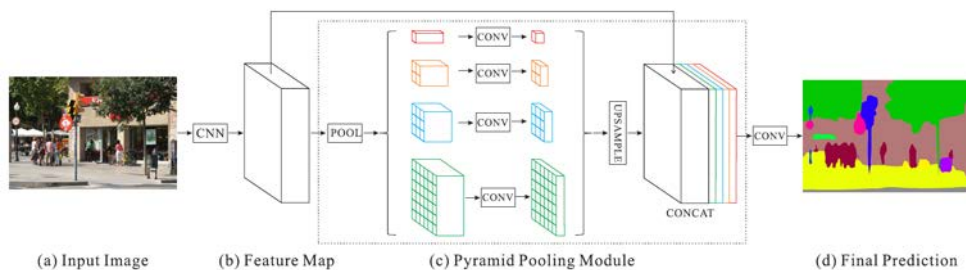 CNN
POOL
CONV
CONV
CONV
CONV
UPSAMPLE
CONCAT
CONV
(a) Input Image
(b) Feature Map
(c) Pyramid Pooling Module
(d) Final Prediction